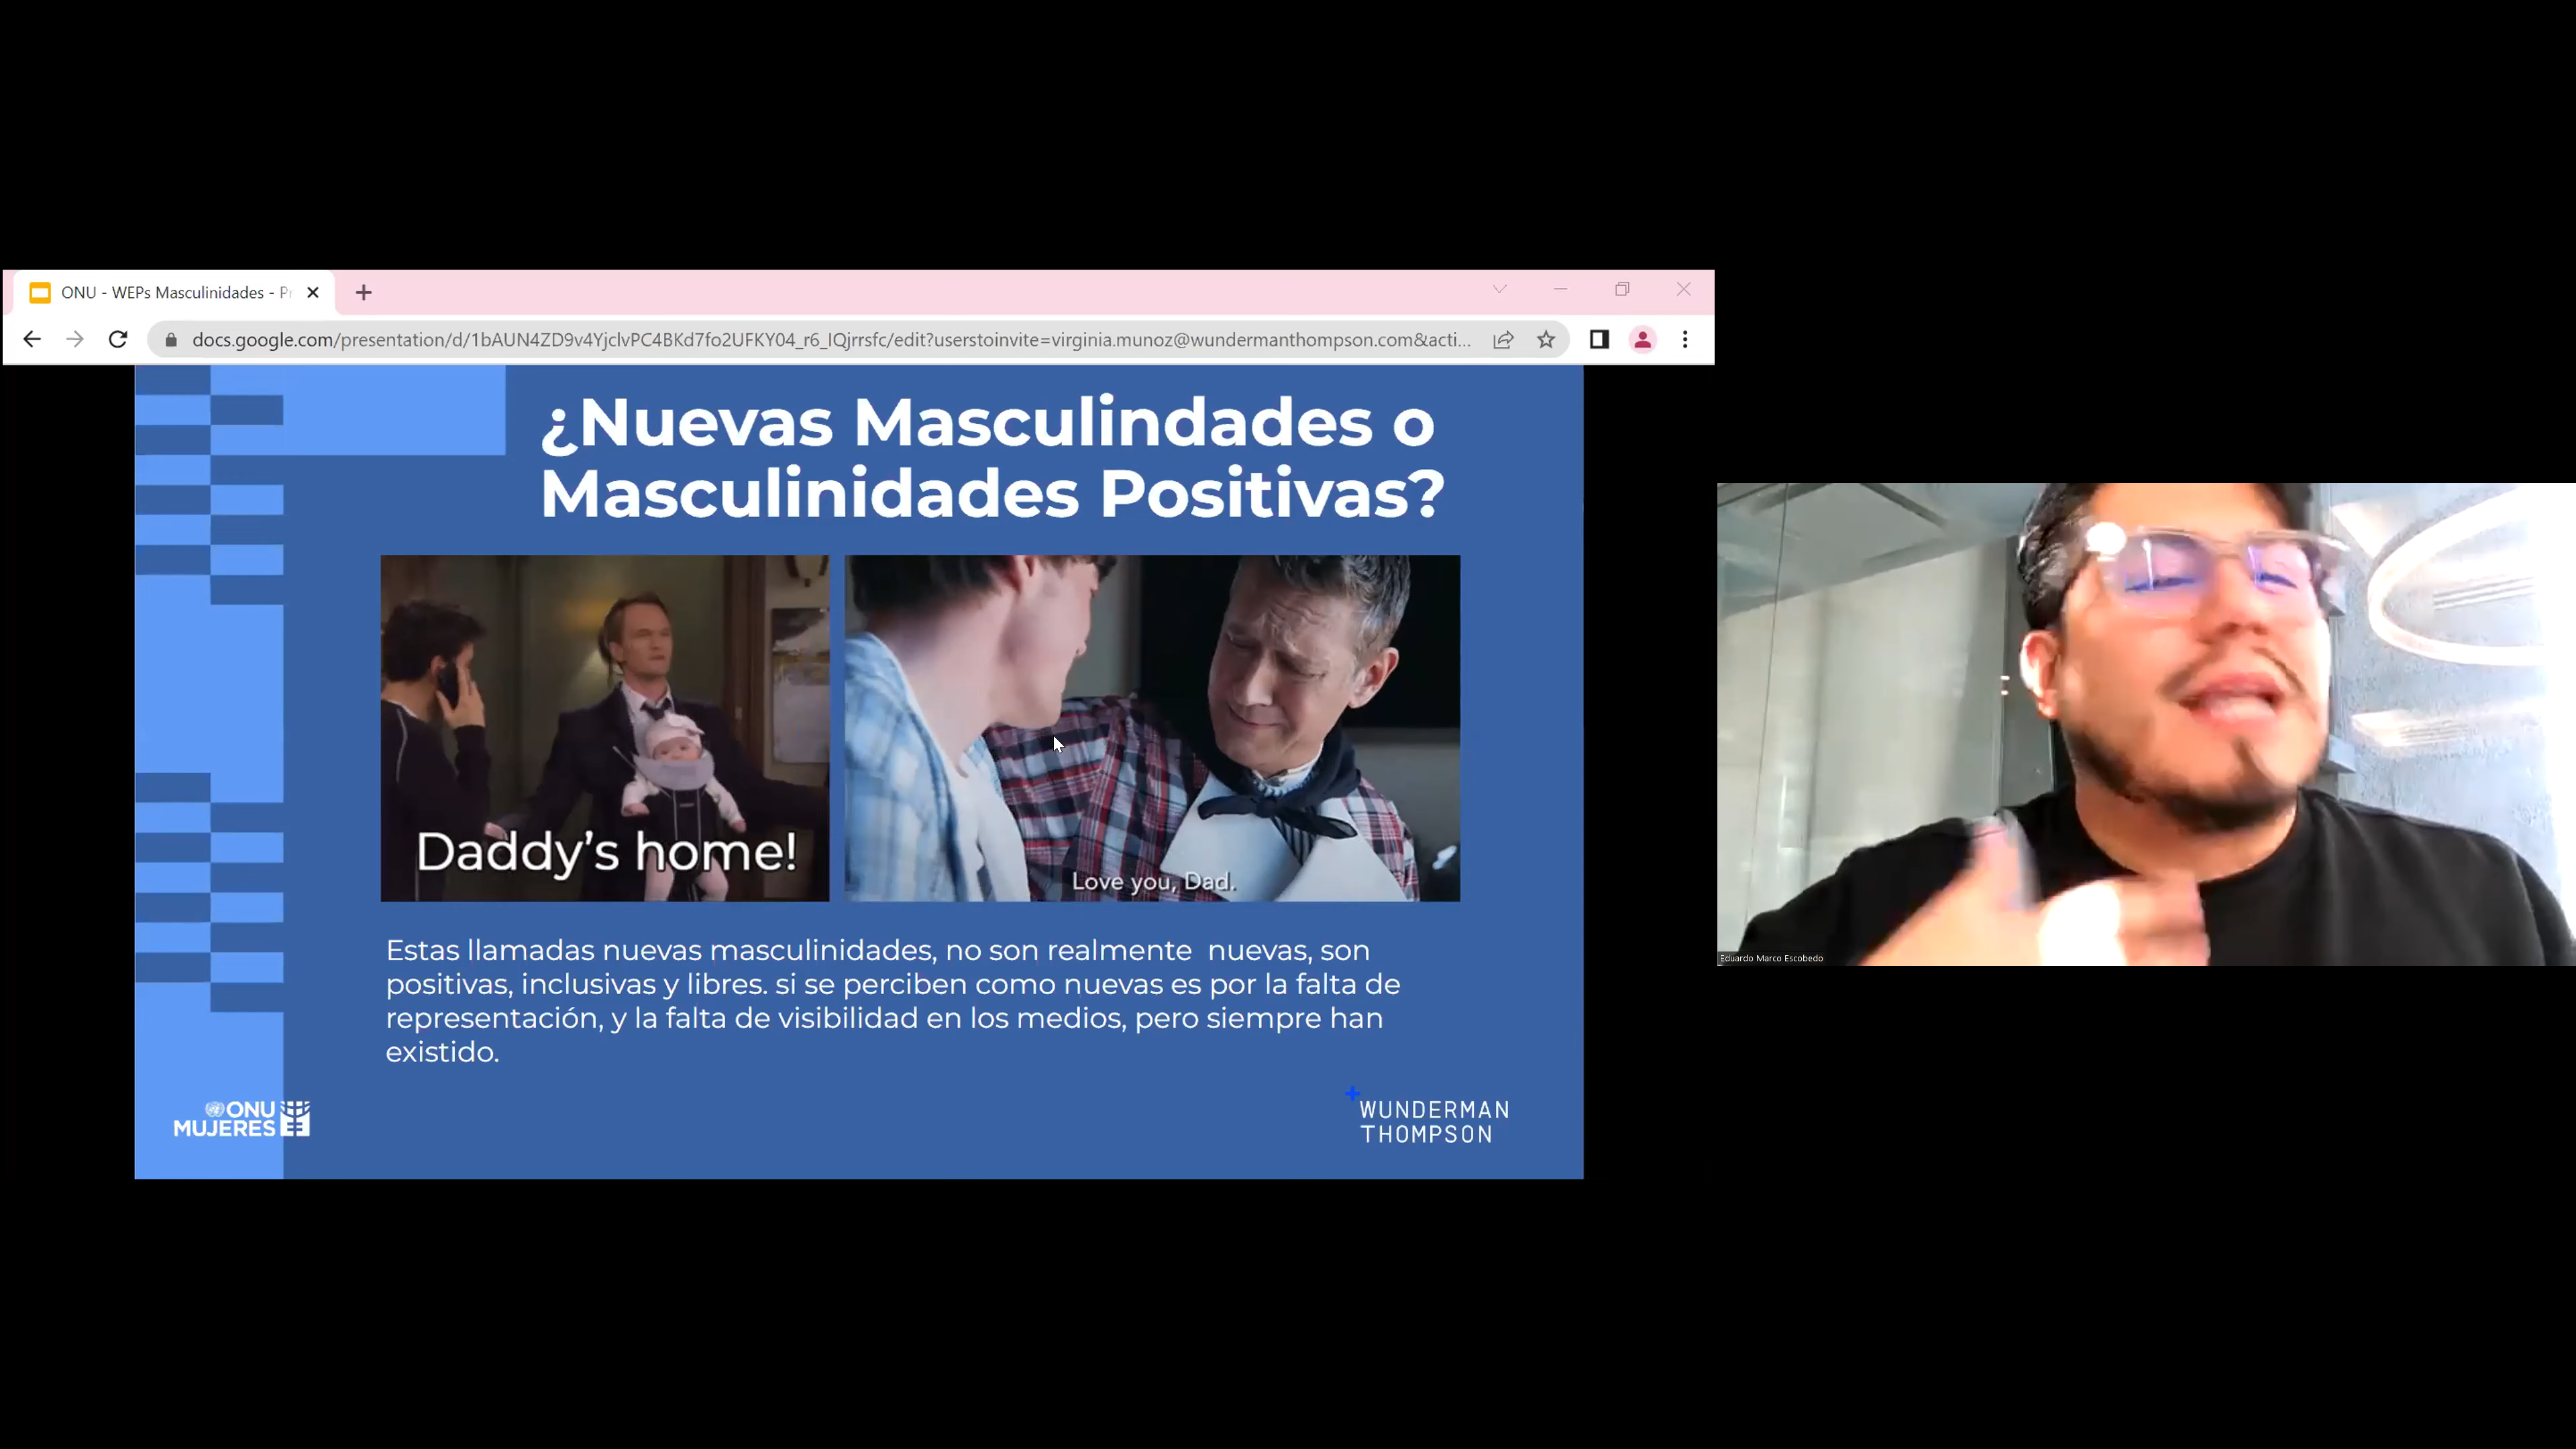 ONU - WEPs Masculinidades - Pr
docs.google.com/presentation/d/1bAUN4ZD9v4YjclvPC4BKd7fo2UFKY04_r6_IQjrrsfc/edit?userstoinvite=virginia.munoz@wundermanthompson.com&acti...
¿Nuevas Masculindades o
Masculinidades Positivas?
Daddy's home!
Love you, Dad.
Estas llamadas nuevas masculinidades, no son realmente nuevas, son
positivas, inclusivas y libres. si se perciben como nuevas es por la falta de
representación, y la falta de visibilidad en los medios, pero siempre han
existido.
ONU
MUJERES
WUNDERMAN
THOMPSON
Eduardo Marco Escobedo